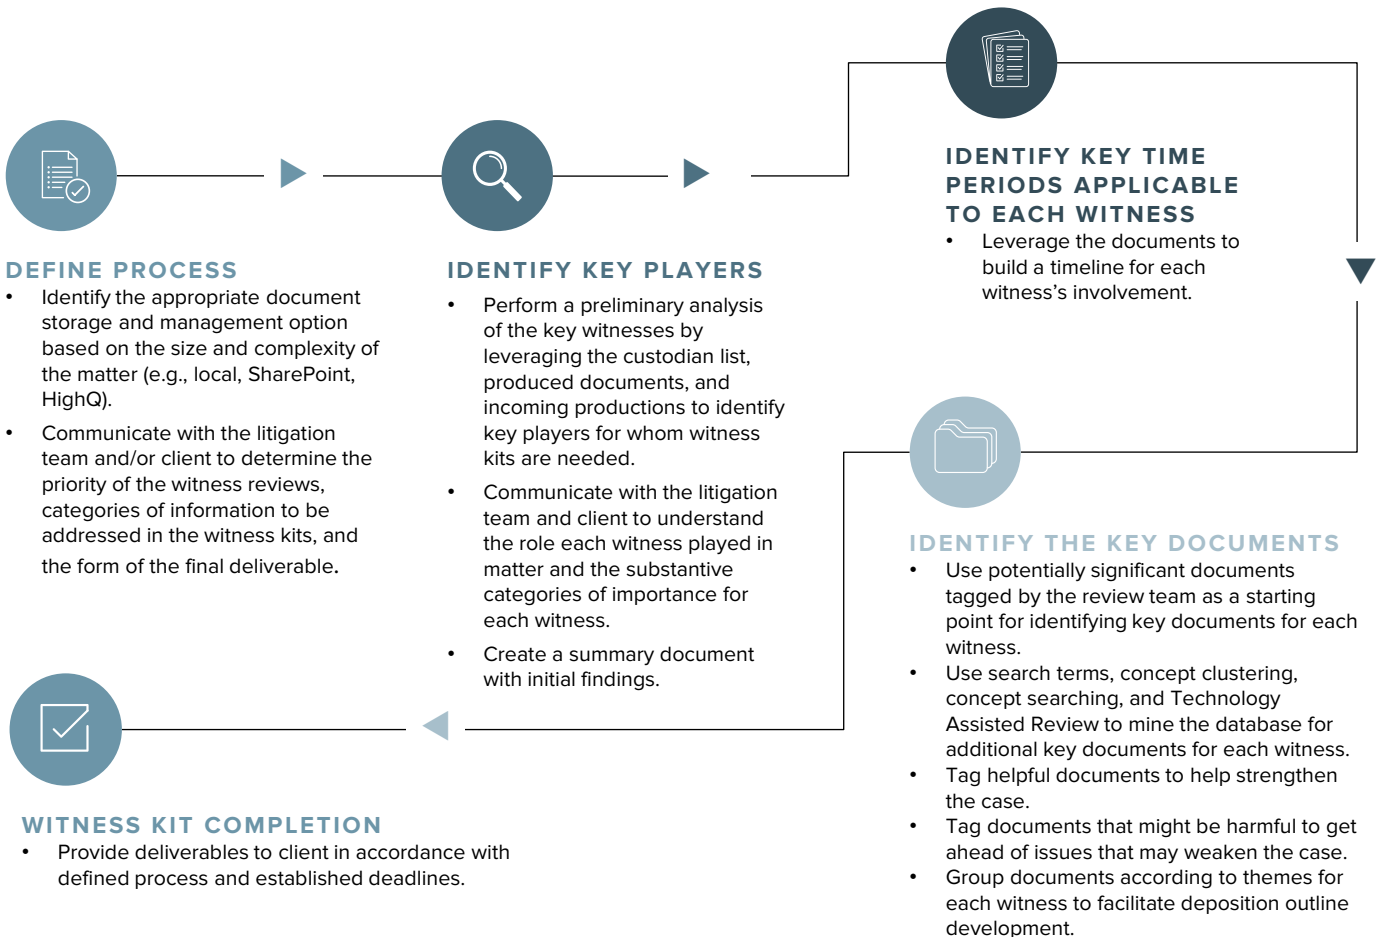 DEFINE PROCESS
• Identify the appropriate document
storage and management option
based on the size and complexity of
the matter (e.g., local, SharePoint,
HighQ).
• Communicate with the litigation
team and/or client to determine the
priority of the witness reviews,
categories of information to be
addressed in the witness kits, and
the form of the final deliverable.
IDENTIFY KEY PLAYERS
• Perform a preliminary analysis
of the key witnesses by
leveraging the custodian list,
produced documents, and
incoming productions to identify
key players for whom witness
kits are needed.
• Communicate with the litigation
team and client to understand
the role each witness played in
matter and the substantive
categories of importance for
each witness.
• Create a summary document
with initial findings.
IDENTIFY KEY TIME
PERIODS APPLICABLE
TO EACH WITNESS
• Leverage the documents to
build a timeline for each
witness’s involvement.
IDENTIFY THE KEY DOCUMENTS
• Use potentially significant documents
tagged by the review team as a starting
point for identifying key documents for each
witness.
• Use search terms, concept clustering,
concept searching, and Technology
Assisted Review to mine the database for
additional key documents for each witness.
• Tag helpful documents to help strengthen
the case.
• Tag documents that might be harmful to get
ahead of issues that may weaken the case.
• Group documents according to themes for
each witness to facilitate deposition outline
development.
WITNESS KIT COMPLETION
• Provide deliverables to client in accordance with
defined process and established deadlines.